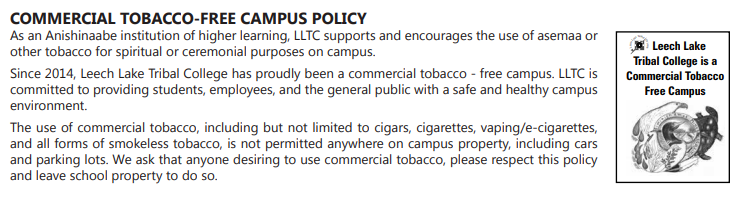 COMMERCIAL TOBACCO-FREE CAMPUS POLICY
As an Anishinaabe institution of higher learning, LLTC supports and encourages the use of asemaa or
other tobacco for spiritual or ceremonial purposes on campus.
Since 2014, Leech Lake Tribal College has proudly been a commercial tobacco - free campus. LLTC is
committed to providing students, employees, and the general public with a safe and healthy campus
environment.
The use of commercial tobacco, including but not limited to cigars, cigarettes, vaping/e-cigarettes,
and all forms of smokeless tobacco, is not permitted anywhere on campus property, including cars
and parking lots. We ask that anyone desiring to use commercial tobacco, please respect this policy
and leave school property to do so.
Leech Lake
Tribal College is a
Commercial Tobacco
Free Campus